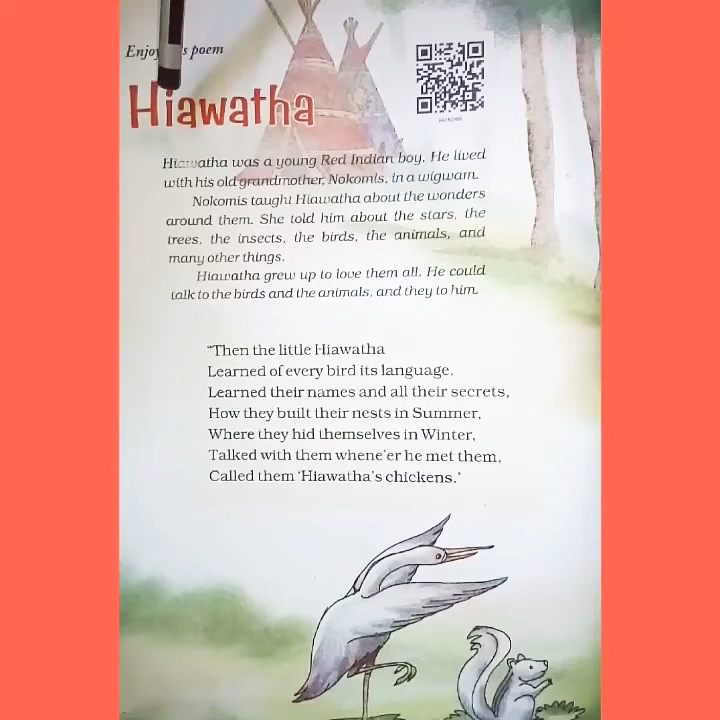 Enjoy s poem
Hiawatha
Hiawatha was a young Red Indian boy. He lived
with his old grandmother, Nokomis, in a wigwam.
Nokomis taught Hiawatha about the wonders
around them. She told him about the stars, the
trees, the insects, the birds, the animals, and
many other things.
Hiawatha grew up to love them all. He could
talk to the birds and the animals, and they to him.
"Then the little Hiawatha
Learned of every bird its language,
Learned their names and all their secrets,
How they built their nests in Summer,
Where they hid themselves in Winter,
Talked with them whene'er he met them,
Called them 'Hiawatha's chickens.'